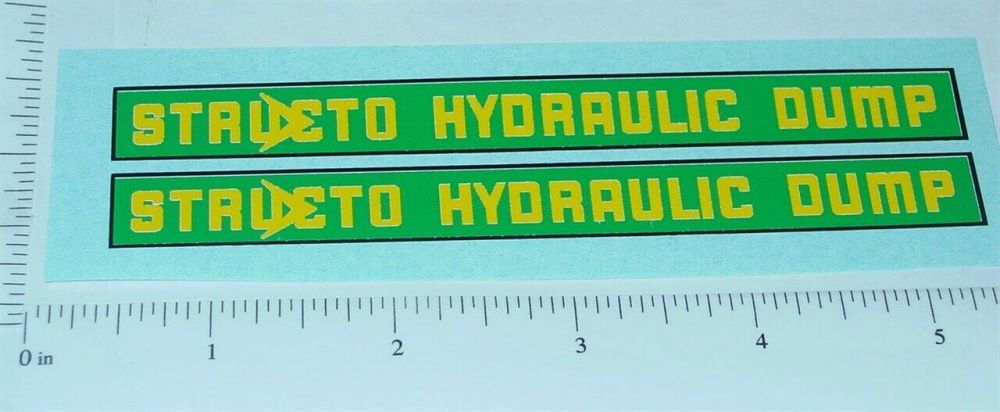 STRUCTO HYDRAULIC DUMP
STRUCTO HYDRAULIC DUMP
0 in 1 2 3 4 5